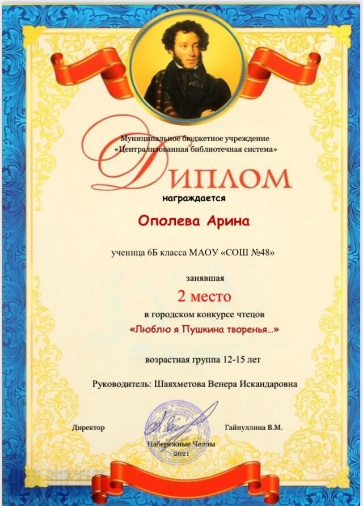 Муниципальное бюджетное учреждение
«Централизованная библиотечная система»
Диплом
награждается
Ополева Арина
ученица 6Б класса МАОУ «СОШ №48»
занявшая
2 место
в городском конкурсе чтецов
«Люблю я Пушкина творенья…»
возрастная группа 12-15 лет
Руководитель: Шаяхметова Венера Искандаровна
Директор Гайнуллина В.М.
Набережные Челны
2021